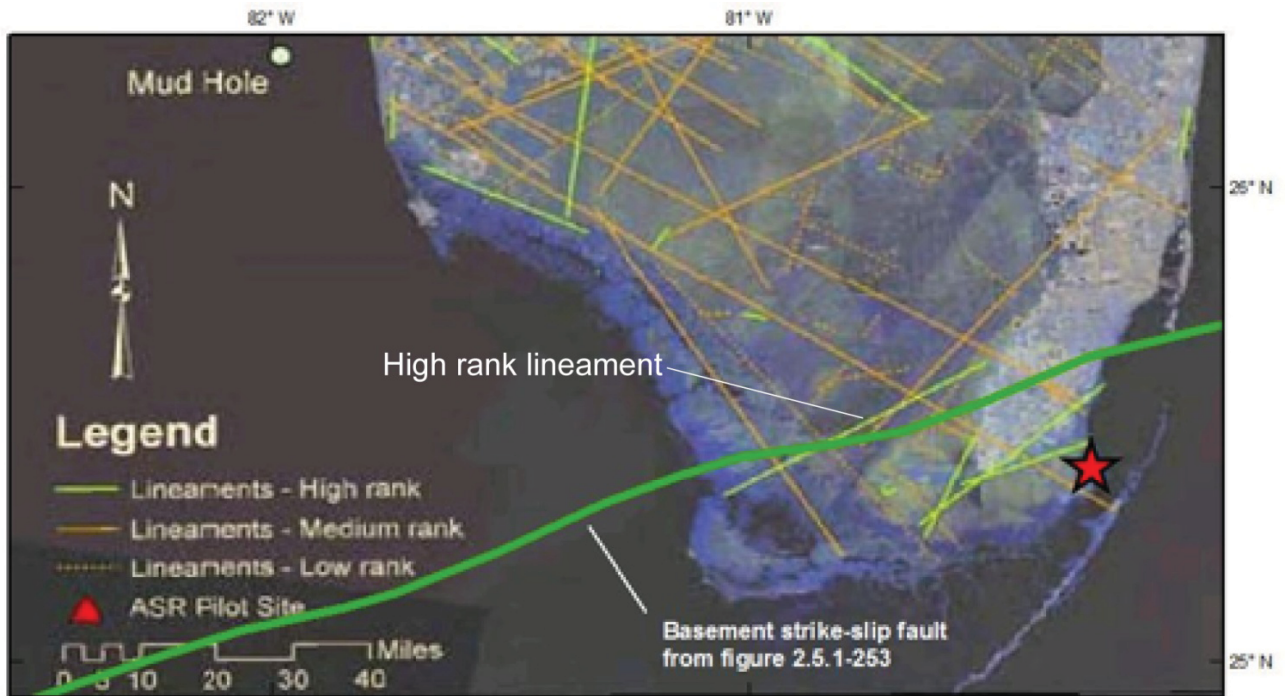 82° W
81° W
Mud Hole
N
26° N
High rank lineament
Legend
Lineaments - High rank
Lineaments - Medium rank
Lineaments - Low rank
ASR Pilot Site
Miles
0 5 10 20 30 40
Basement strike-slip fault
from figure 2.5.1-253
25° N